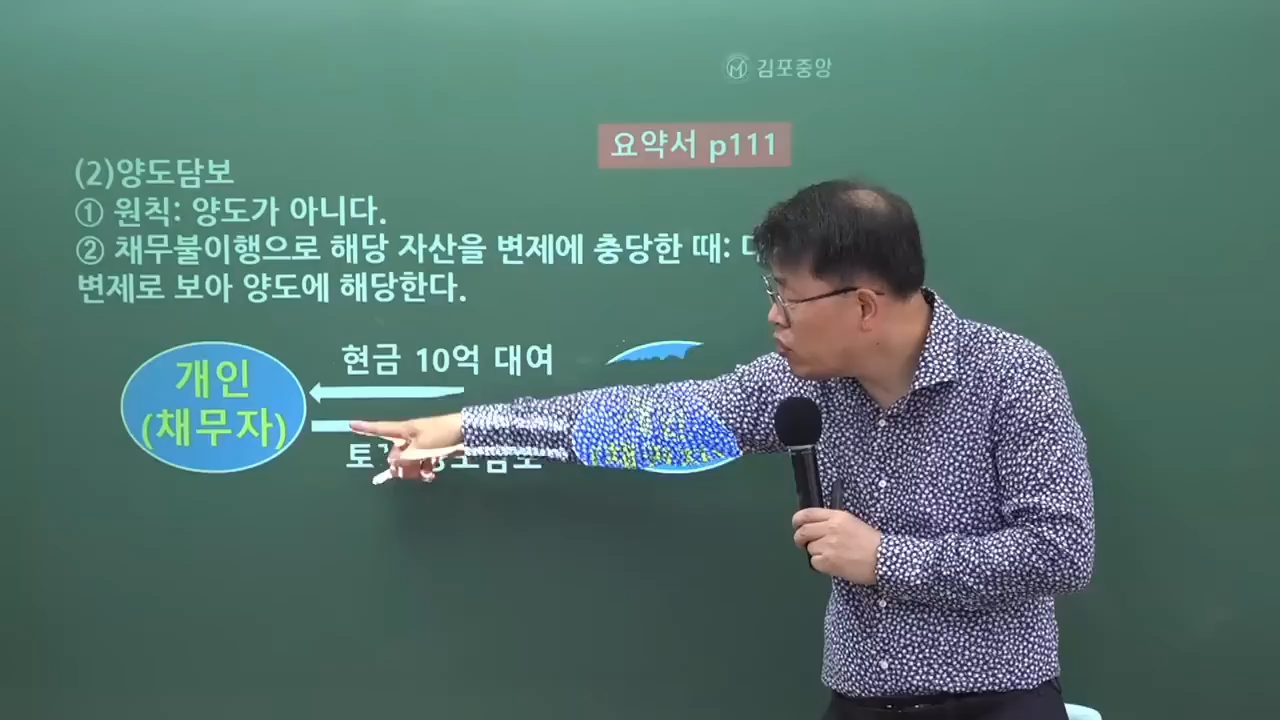 김포중앙
요약서 p111
(2)양도담보
① 원칙: 양도가 아니다.
② 채무불이행으로 해당 자산을 변제에 충당한 때:
변제로 보아 양도에 해당한다.
현금 10억 대여
개인
(채무자)